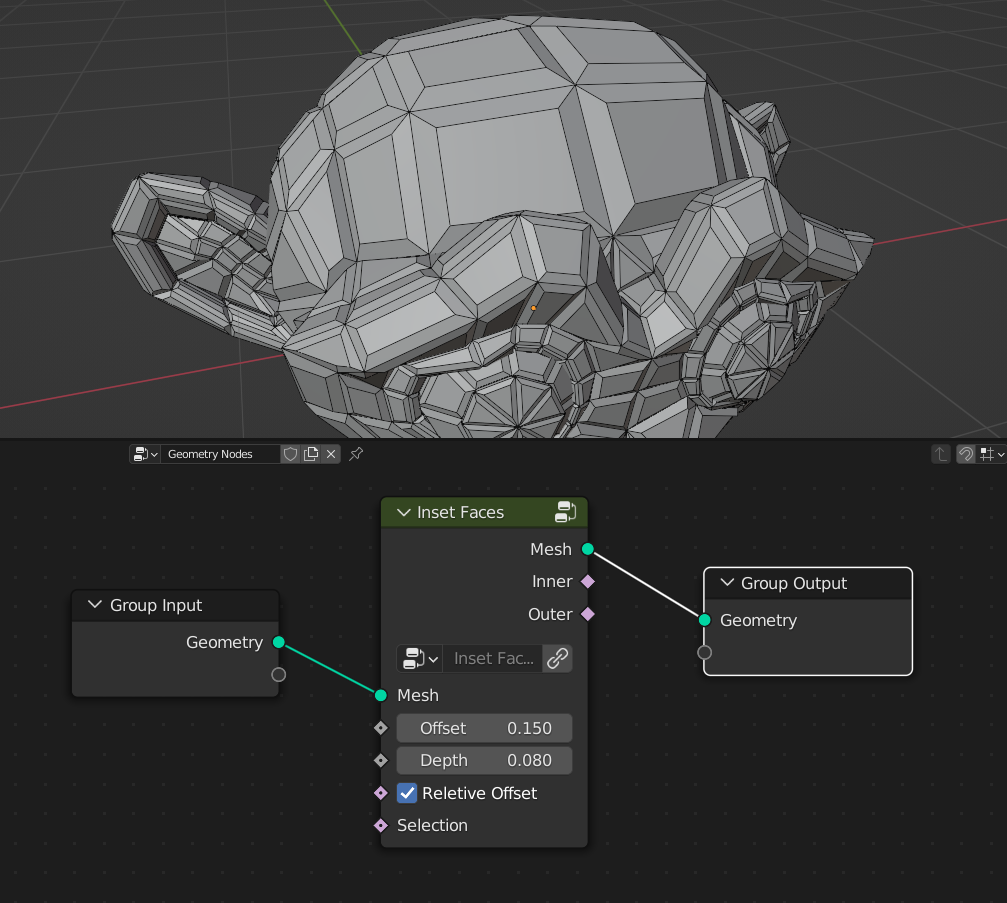 Geometry Nodes
Inset Faces
Mesh
Inner
Outer
Inset Fac...
Mesh
Offset 0.150
Depth 0.080
Reletive Offset
Selection
Group Input
Geometry
Group Output
Geometry